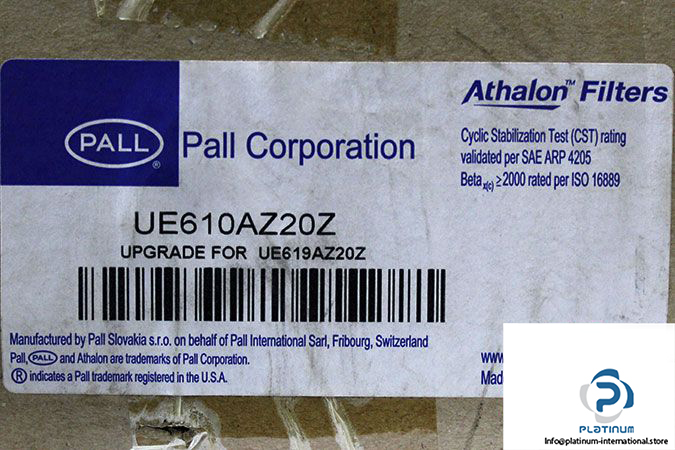 PALL
®
Pall Corporation
Athalon™ Filters
Cyclic Stabilization Test (CST) rating
validated per SAE ARP 4205
Beta x(c) ≥2000 rated per ISO 16889
UE610AZ20Z
UPGRADE FOR UE619AZ20Z
Manufactured by Pall Slovakia s.r.o. on behalf of Pall International Sarl, Fribourg, Switzerland
Pall, PALL and Athalon are trademarks of Pall Corporation.
® indicates a Pall trademark registered in the U.S.A.
www
Mad
PLATINUM
Info@platinum-international.store